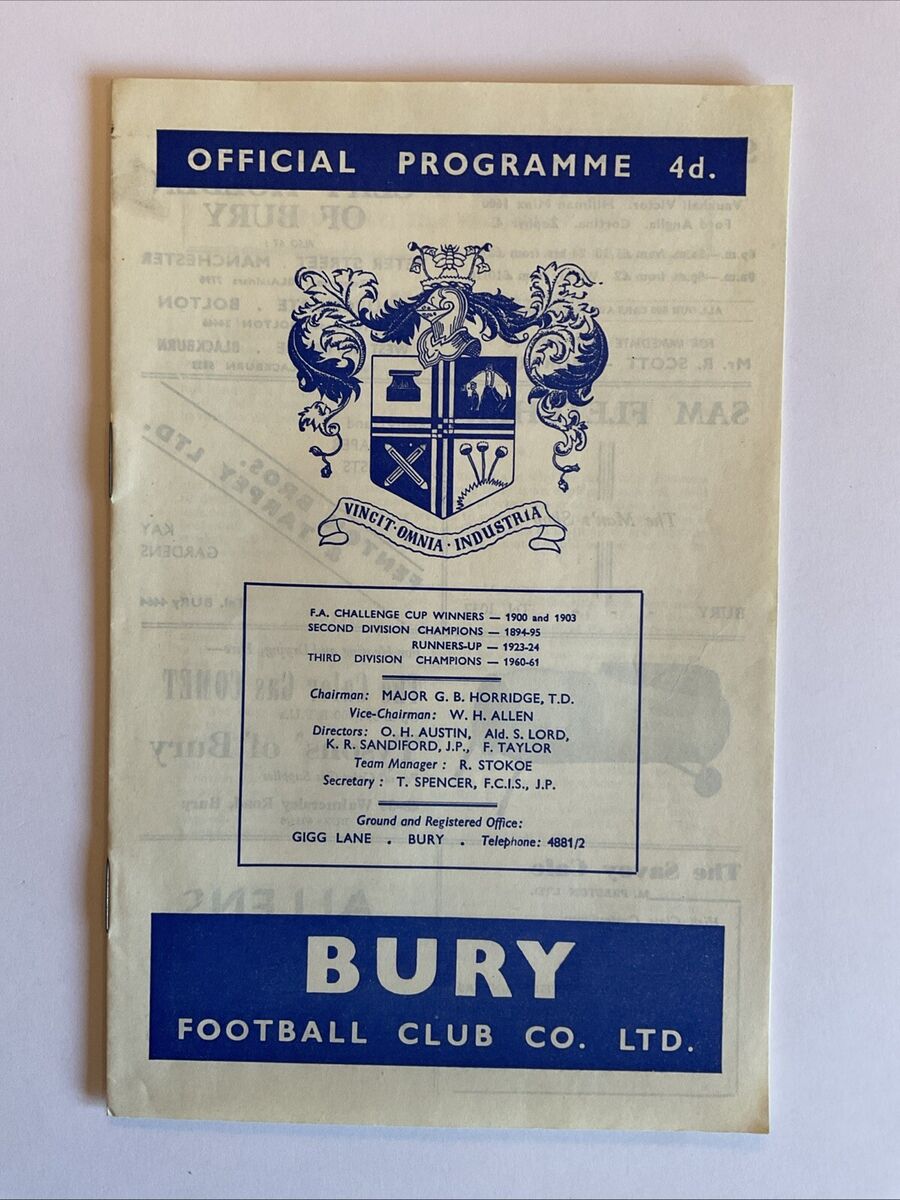 OFFICIAL PROGRAMME 4d.
VINCIT · OMNIA · INDUSTRIA
F.A. CHALLENGE CUP WINNERS — 1900 and 1903
SECOND DIVISION CHAMPIONS — 1894-95
RUNNERS-UP — 1923-24
THIRD DIVISION CHAMPIONS — 1960-61
Chairman: MAJOR G. B. HORRIDGE, T.D.
Vice-Chairman: W. H. ALLEN
Directors: O. H. AUSTIN, Ald. S. LORD,
K. R. SANDIFORD, J.P., F. TAYLOR
Team Manager : R. STOKOE
Secretary : T. SPENCER, F.C.I.S., J.P.
Ground and Registered Office:
GIGG LANE . BURY . Telephone: 4881/2
BURY
FOOTBALL CLUB CO. LTD.